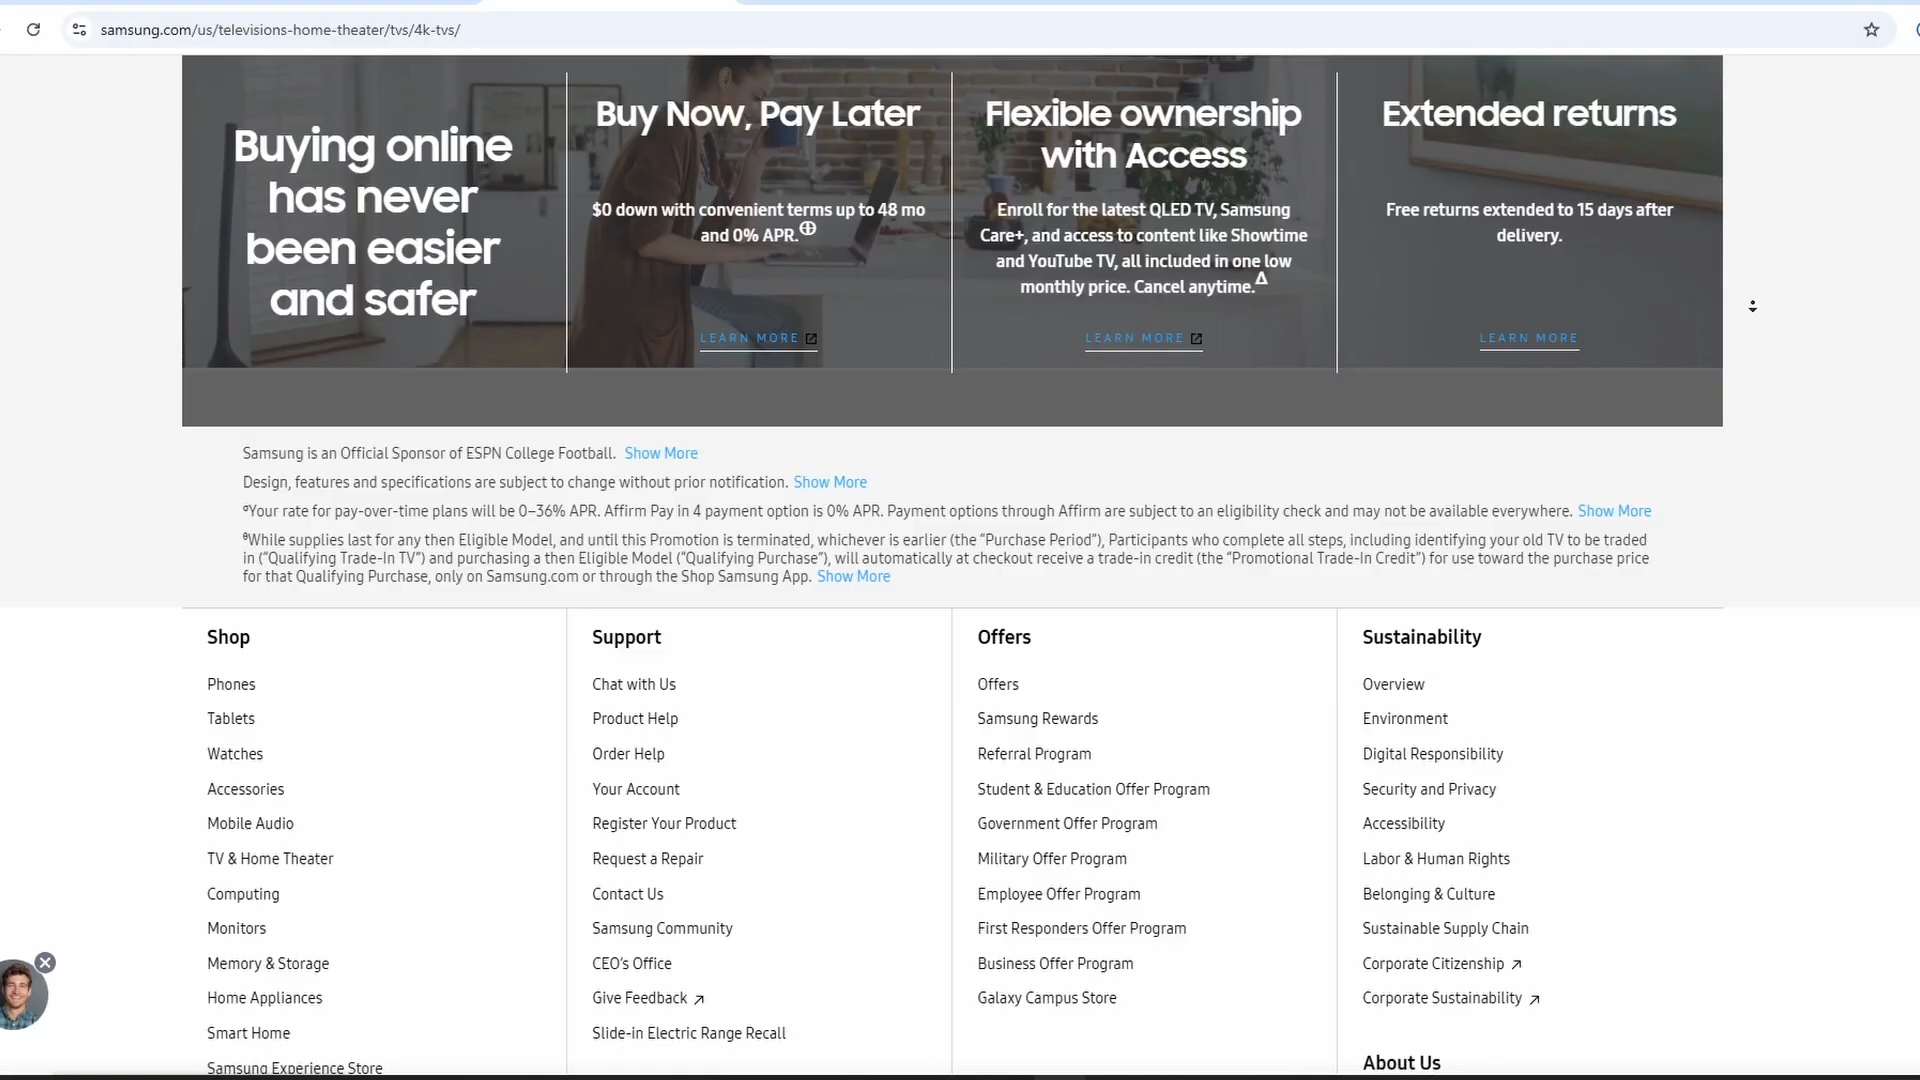 samsung.com/us/televisions-home-theater/tvs/4k-tvs/
Buying online
has never
been easier
and safer
Buy Now, Pay Later
$0 down with convenient terms up to 48 mo
and 0% APR.
LEARN MORE
Flexible ownership
with Access
Enroll for the latest QLED TV, Samsung
Care+, and access to content like Showtime
and YouTube TV, all included in one low
monthly price. Cancel anytime.Δ
LEARN MORE
Extended returns
Free returns extended to 15 days after
delivery.
LEARN MORE
Samsung is an Official Sponsor of ESPN College Football. Show More
Design, features and specifications are subject to change without prior notification. Show More
σYour rate for pay-over-time plans will be 0–36% APR. Affirm Pay in 4 payment option is 0% APR. Payment options through Affirm are subject to an eligibility check and may not be available everywhere. Show More
θWhile supplies last for any then Eligible Model, and until this Promotion is terminated, whichever is earlier (the “Purchase Period”), Participants who complete all steps, including identifying your old TV to be traded
in (“Qualifying Trade-In TV”) and purchasing a then Eligible Model (“Qualifying Purchase”), will automatically at checkout receive a trade-in credit (the “Promotional Trade-In Credit”) for use toward the purchase price
for that Qualifying Purchase, only on Samsung.com or through the Shop Samsung App. Show More
Shop
Phones
Tablets
Watches
Accessories
Mobile Audio
TV & Home Theater
Computing
Monitors
Memory & Storage
Home Appliances
Smart Home
Samsung Experience Store
Support
Chat with Us
Product Help
Order Help
Your Account
Register Your Product
Request a Repair
Contact Us
Samsung Community
CEO’s Office
Give Feedback
Slide-in Electric Range Recall
Offers
Offers
Samsung Rewards
Referral Program
Student & Education Offer Program
Government Offer Program
Military Offer Program
Employee Offer Program
First Responders Offer Program
Business Offer Program
Galaxy Campus Store
Sustainability
Overview
Environment
Digital Responsibility
Security and Privacy
Accessibility
Labor & Human Rights
Belonging & Culture
Sustainable Supply Chain
Corporate Citizenship
Corporate Sustainability
About Us